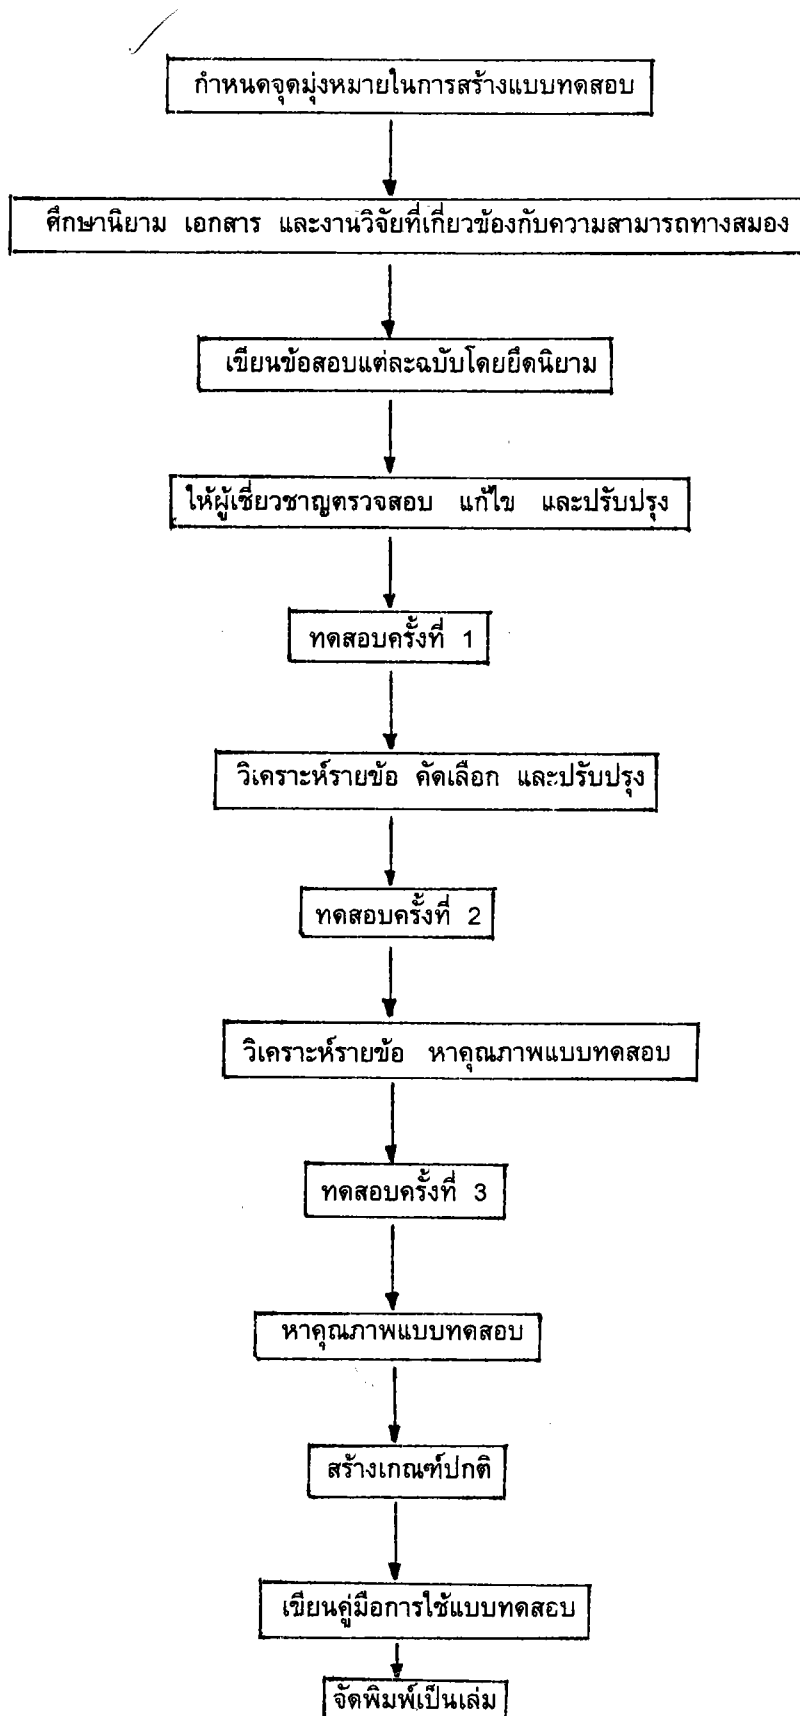 กำหนดจุดมุ่งหมายในการสร้างแบบทดสอบ
ศึกษานิยาม เอกสาร และงานวิจัยที่เกี่ยวข้องกับความสามารถทางสมอง
เขียนข้อสอบแต่ละฉบับโดยยึดนิยาม
ให้ผู้เชี่ยวชาญตรวจสอบ แก้ไข และปรับปรุง
ทดสอบครั้งที่ 1
วิเคราะห์รายข้อ คัดเลือก และปรับปรุง
ทดสอบครั้งที่ 2
วิเคราะห์รายข้อ หาคุณภาพแบบทดสอบ
ทดสอบครั้งที่ 3
หาคุณภาพแบบทดสอบ
สร้างเกณฑ์ปกติ
เขียนคู่มือการใช้แบบทดสอบ
จัดพิมพ์เป็นเล่ม